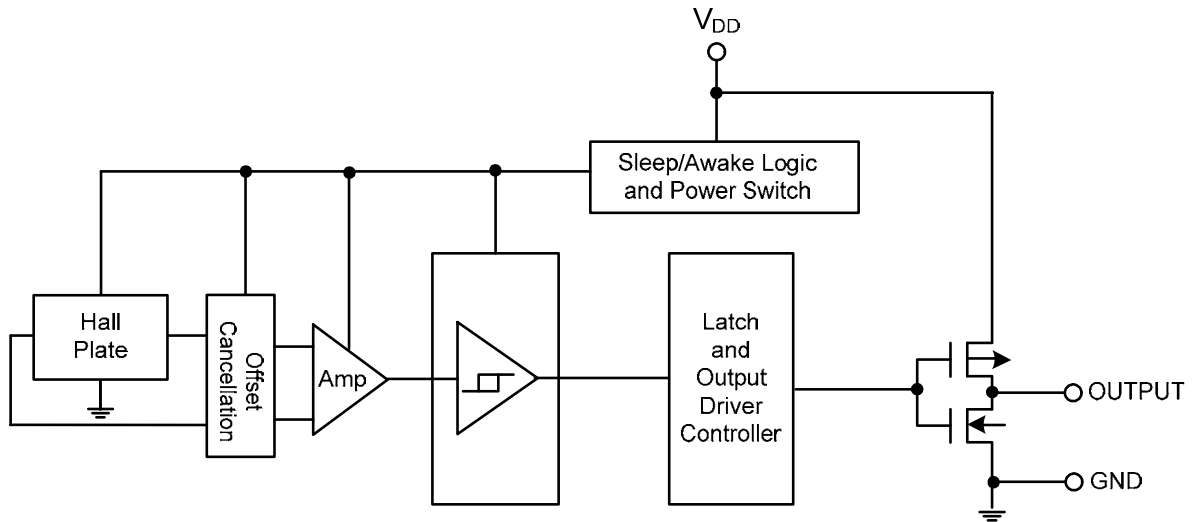 VDD
Sleep/Awake Logic
and Power Switch
Hall
Plate
Offset
Cancellation
Amp
Latch
and
Output
Driver
Controller
OUTPUT
GND